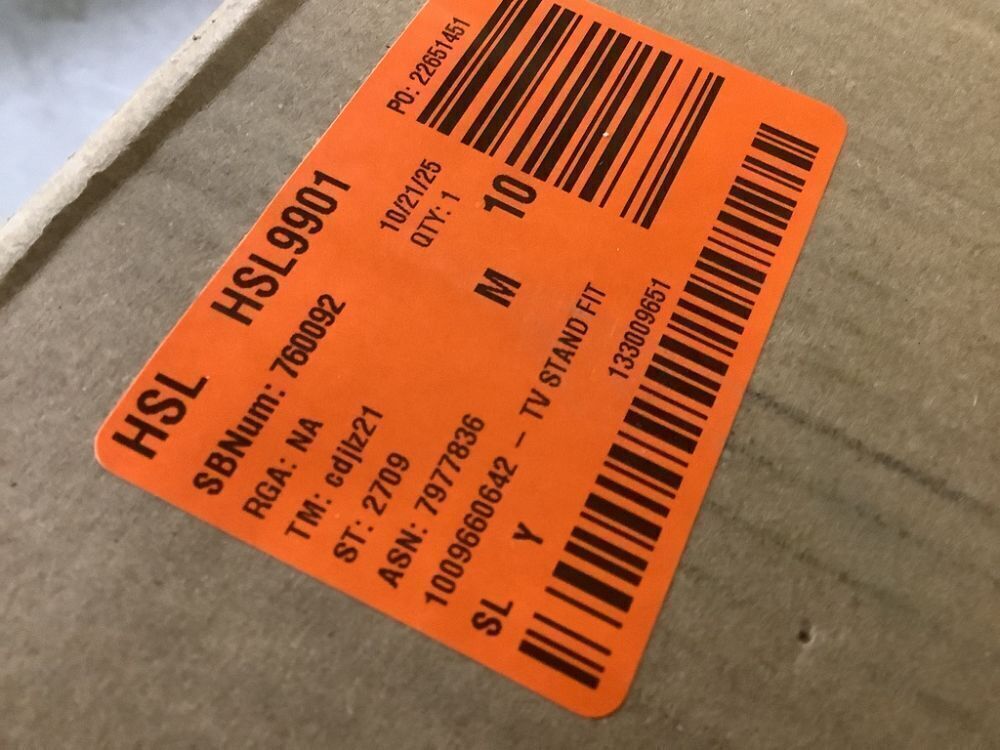 HSL HSL9901
PO: 22651451
SBNum: 760092
10/21/25
RGA: NA
QTY: 1
TM: cdjlz21
ST: 2709
M 10
ASN: 7977836
1009660642 – TV STAND FIT
SL Y
133009651